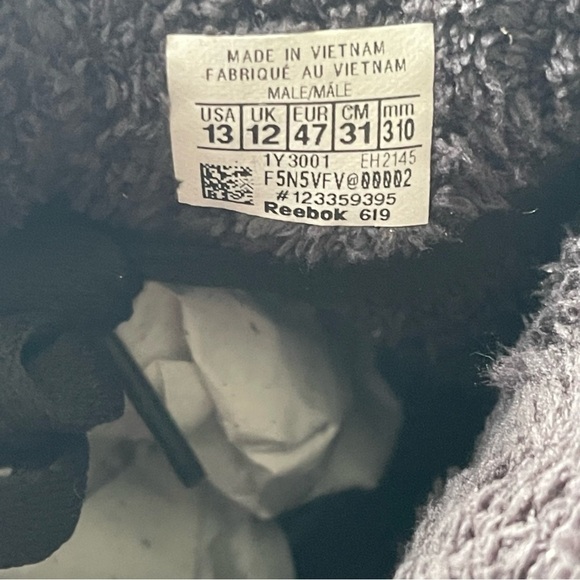 MADE IN VIETNAM
FABRIQUÉ AU VIETNAM
MALE/MÂLE
USA UK EUR CM mm
13 12 47 31 310
1Y3001 EH2145
F5N5VFV@00002
#123359395
Reebok 619